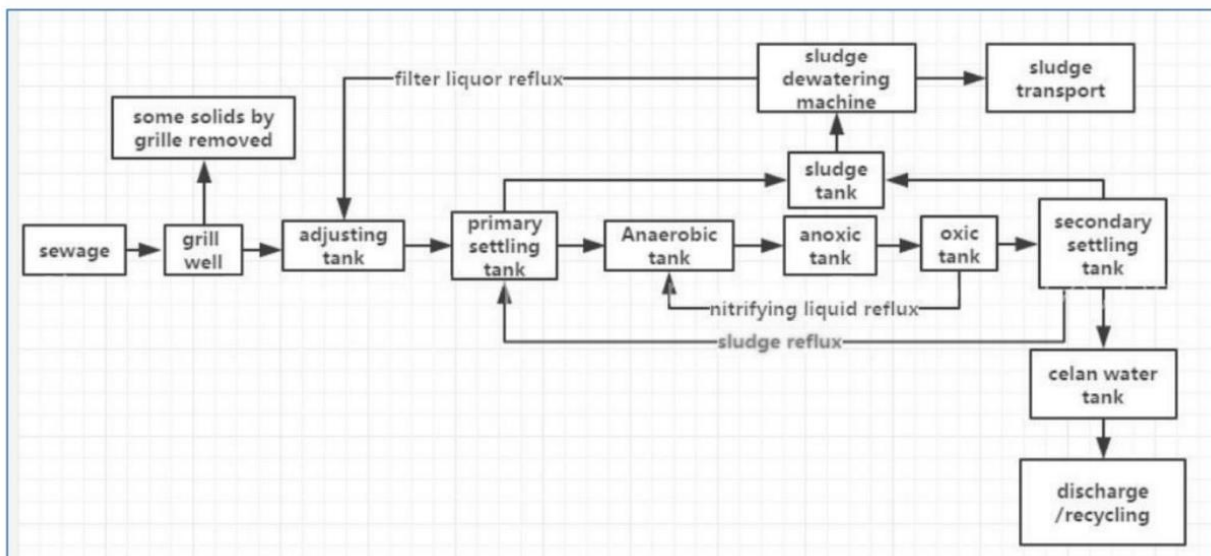 sludge
dewatering
machine
sludge
transport
filter liquor reflux
some solids by
grille removed
sludge
tank
sewage
grill
well
adjusting
tank
primary
settling
tank
Anaerobic
tank
anoxic
tank
oxic
tank
secondary
settling
tank
nitrifying liquid reflux
sludge reflux
celan water
tank
discharge
/recycling